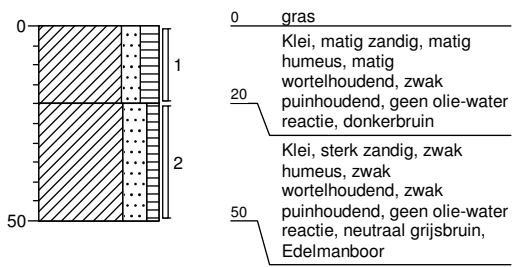 0
1
2
50
0 gras
Klei, matig zandig, matig
humeus, matig
wortelhoudend, zwak
20
puinhoudend, geen olie-water
reactie, donkerbruin
Klei, sterk zandig, zwak
humeus, zwak
wortelhoudend, zwak
50
puinhoudend, geen olie-water
reactie, neutraal grijsbruin,
Edelmanboor